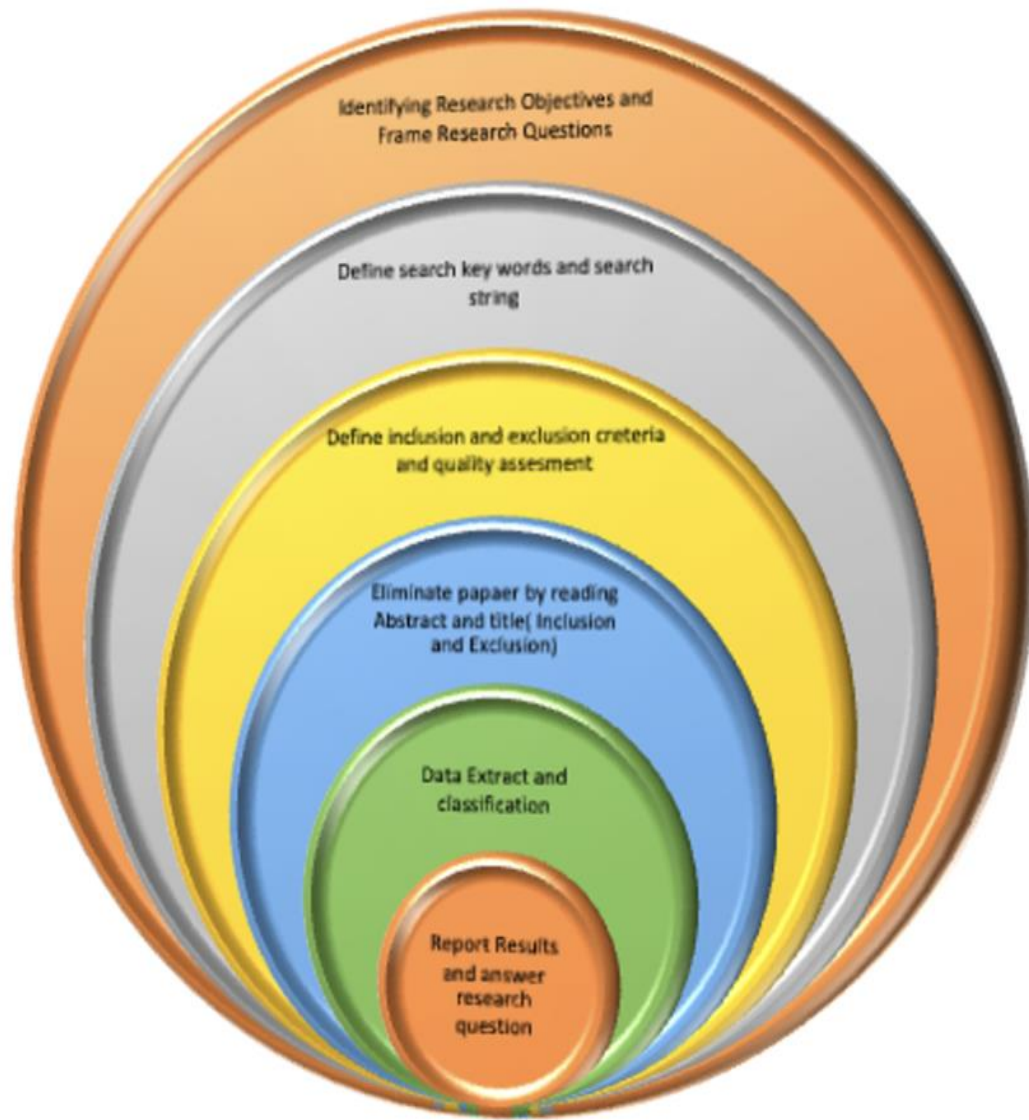 Identifying Research Objectives and
Frame Research Questions
Define search key words and search
string
Define inclusion and exclusion creteria
and quality assesment
Eliminate papaer by reading
Abstract and title( Inclusion
and Exclusion)
Data Extract and
classification
Report Results
and answer
research
question